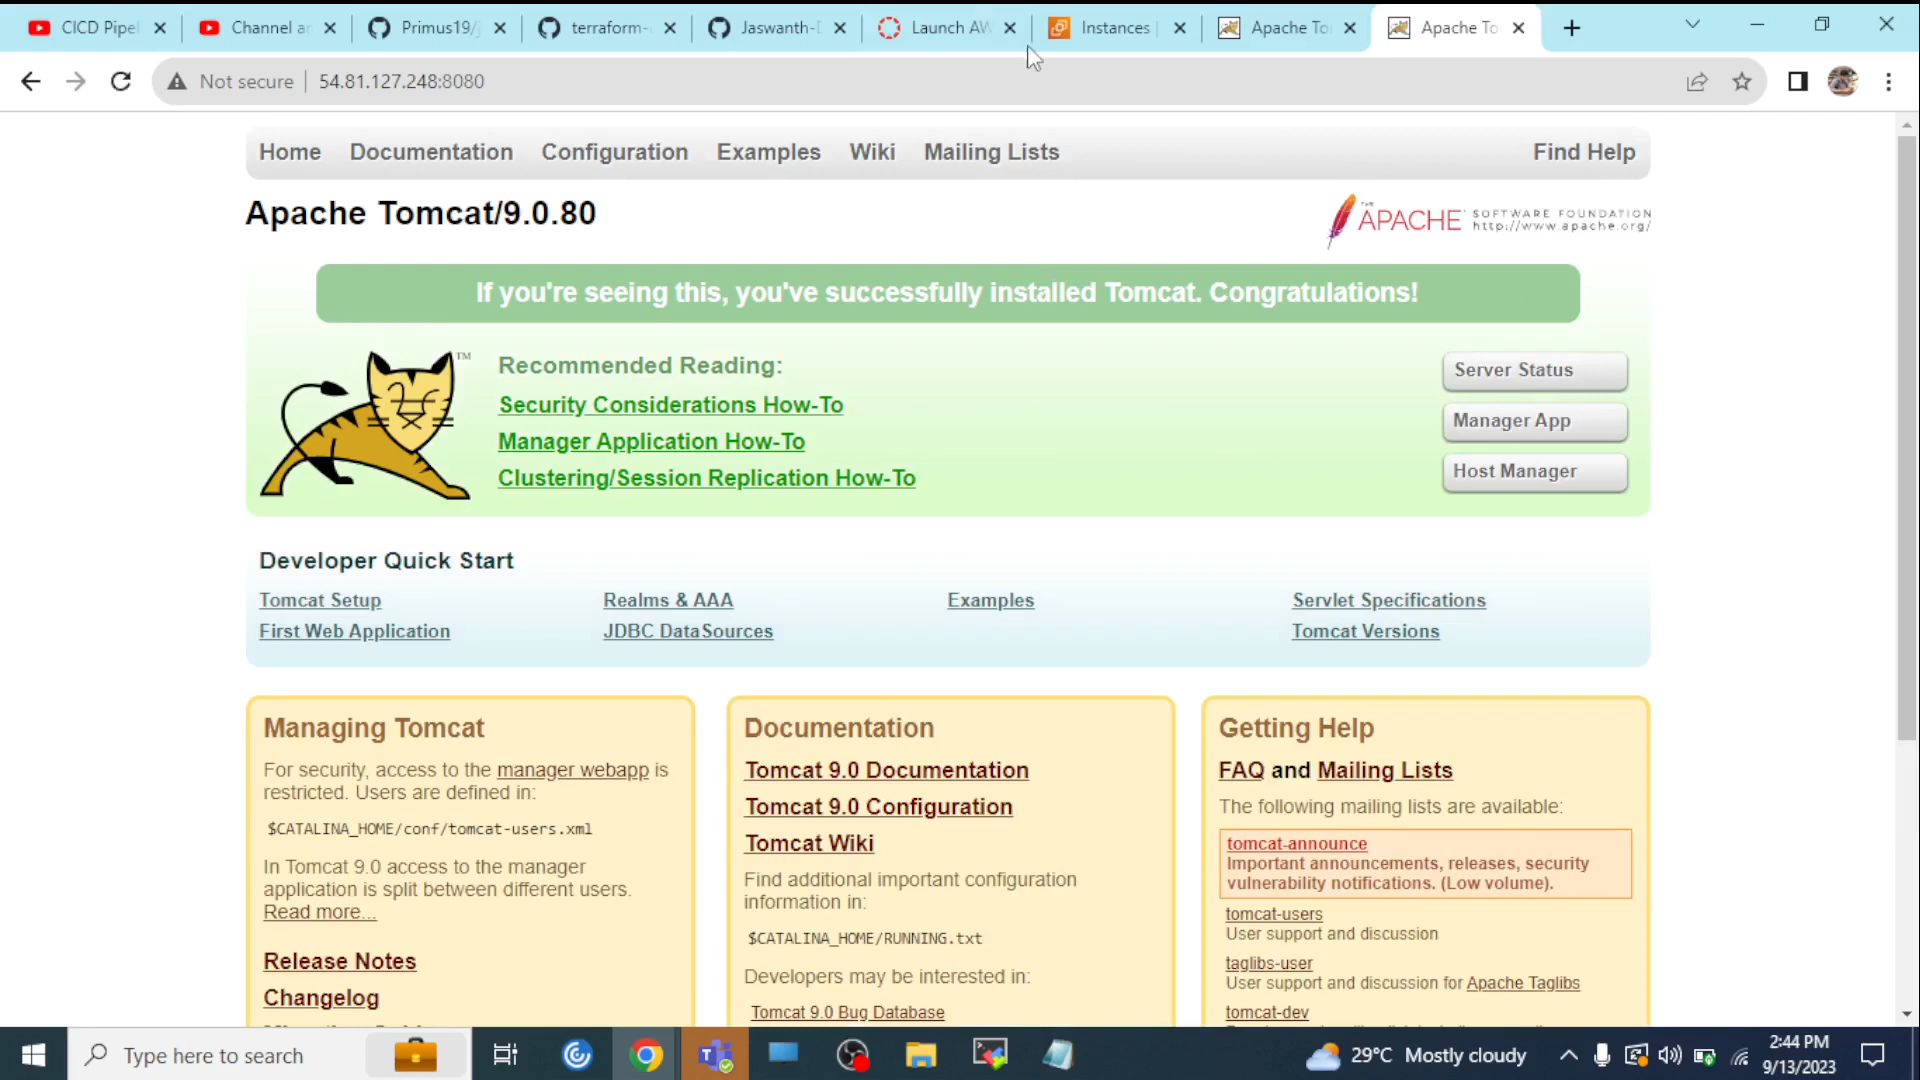 CICD Pipel
Channel ar
Primus19/j
terraform-
Jaswanth-
Launch AW
Instances |
Apache To
Apache To
Not secure
54.81.127.248:8080
Home
Documentation
Configuration
Examples
Wiki
Mailing Lists
Find Help
Apache Tomcat/9.0.80
THE
APACHE
SOFTWARE FOUNDATION
http://www.apache.org/
If you're seeing this, you've successfully installed Tomcat. Congratulations!
TM
Recommended Reading:
Security Considerations How-To
Manager Application How-To
Clustering/Session Replication How-To
Server Status
Manager App
Host Manager
Developer Quick Start
Tomcat Setup
First Web Application
Realms & AAA
JDBC DataSources
Examples
Servlet Specifications
Tomcat Versions
Managing Tomcat
For security, access to the manager webapp is
restricted. Users are defined in:
$CATALINA_HOME/conf/tomcat-users.xml
In Tomcat 9.0 access to the manager
application is split between different users.
Read more...
Release Notes
Changelog
Documentation
Tomcat 9.0 Documentation
Tomcat 9.0 Configuration
Tomcat Wiki
Find additional important configuration
information in:
$CATALINA_HOME/RUNNING.txt
Developers may be interested in:
Tomcat 9.0 Bug Database
Getting Help
FAQ and Mailing Lists
The following mailing lists are available:
tomcat-announce
Important announcements, releases, security
vulnerability notifications. (Low volume).
tomcat-users
User support and discussion
taglibs-user
User support and discussion for Apache Taglibs
tomcat-dev
Type here to search
29°C Mostly cloudy
2:44 PM
9/13/2023